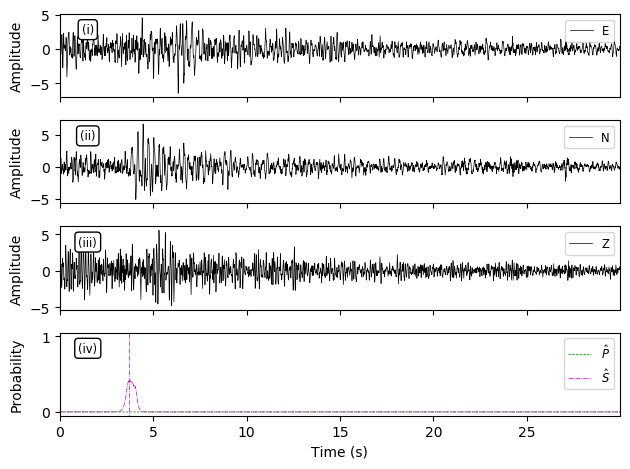 5
0
−5
Amplitude
(i)
E
5
0
−5
Amplitude
(ii)
N
5
0
−5
Amplitude
(iii)
Z
1
0
Probability
(iv)
P̂
Ŝ
0 5 10 15 20 25
Time (s)